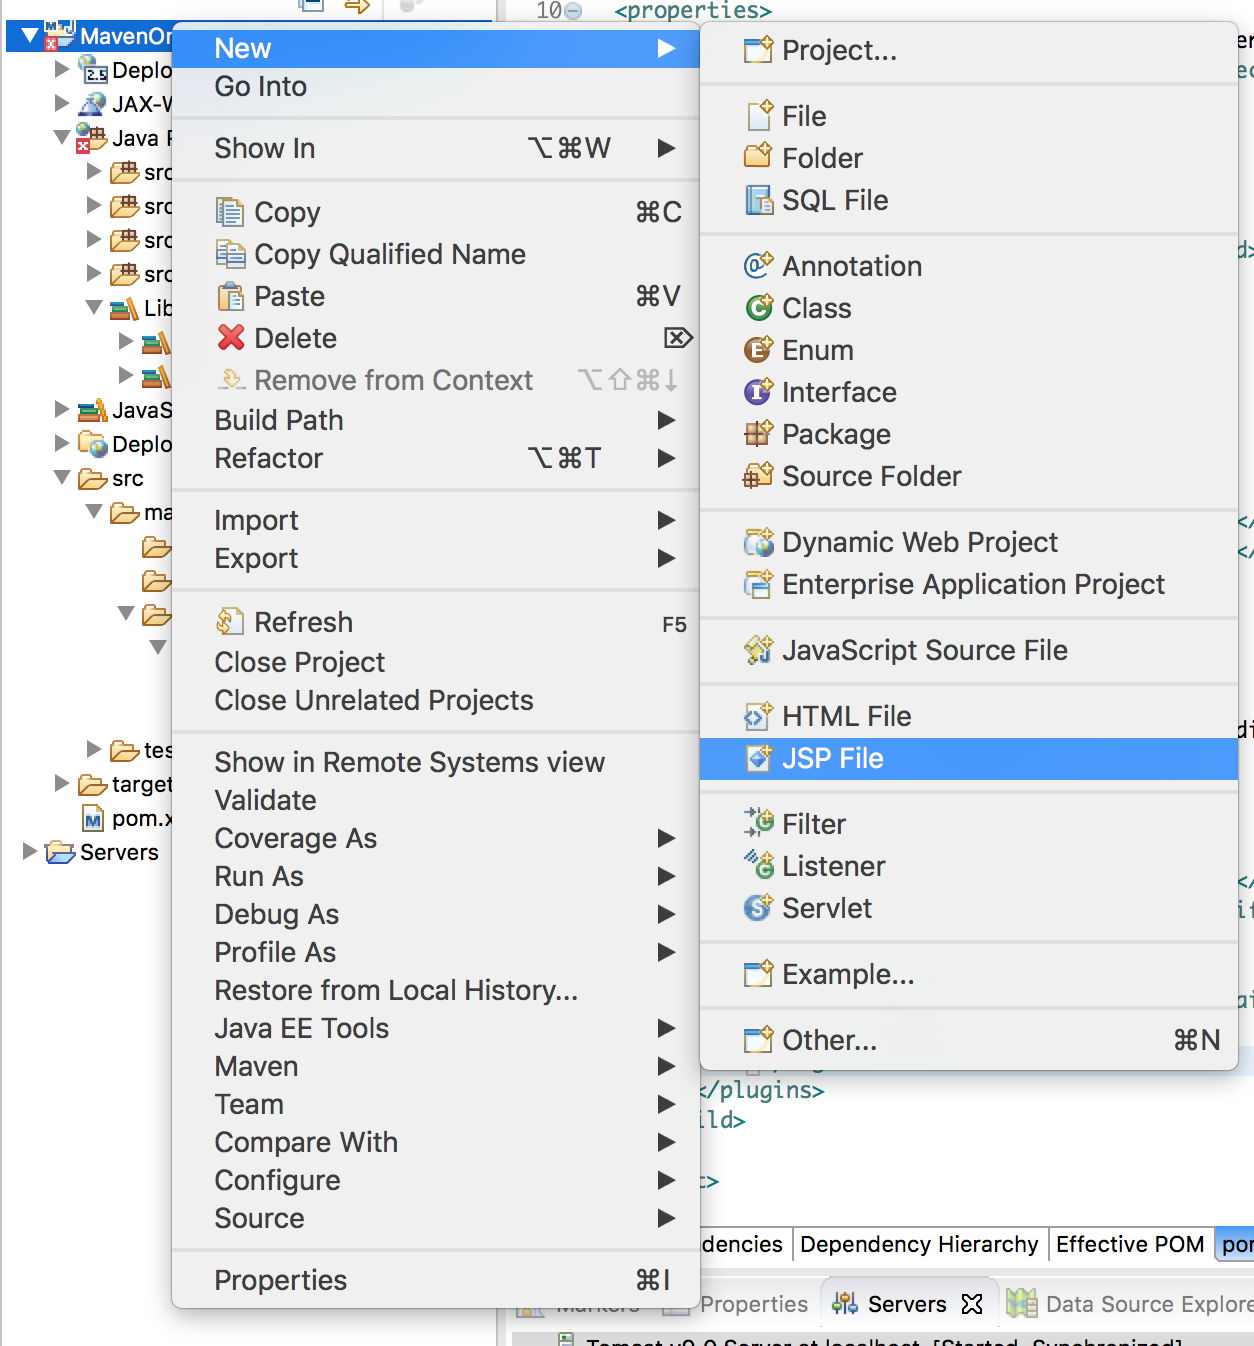 10 <properties>
MavenOr
Deplo
2.5
JAX-W
Java
src
src
src
src
Lib
JavaS
Deplo
src
ma
tes
target
pom.x
Servers
New
Go Into
Show In ⌥⌘W
Copy ⌘C
Copy Qualified Name
Paste ⌘V
Delete ⌦
Remove from Context ⌥⇧⌘↓
Build Path
Refactor ⌥⌘T
Import
Export
Refresh F5
Close Project
Close Unrelated Projects
Show in Remote Systems view
Validate
Coverage As
Run As
Debug As
Profile As
Restore from Local History...
Java EE Tools
Maven
Team
Compare With
Configure
Source
Properties ⌘I
Project...
File
Folder
SQL File
Annotation
Class
Enum
Interface
Package
Source Folder
Dynamic Web Project
Enterprise Application Project
JavaScript Source File
HTML File
JSP File
Filter
Listener
Servlet
Example...
Other... ⌘N
</plugins>
ild>
dencies Dependency Hierarchy Effective POM por
Markers Properties Servers Data Source Explore
Tomcat v9.0 Server at localhost [Started, Synchronized]